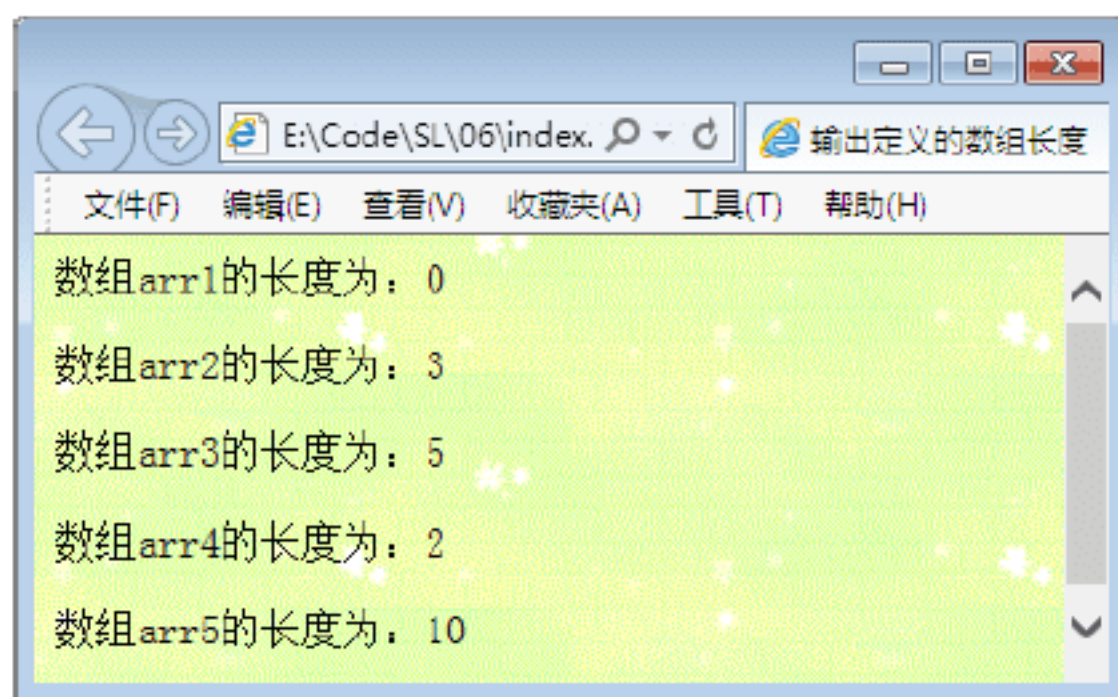 E:\Code\SL\06\index.
输出定义的数组长度
文件(F) 编辑(E) 查看(V) 收藏夹(A) 工具(T) 帮助(H)
数组arr1的长度为：0
数组arr2的长度为：3
数组arr3的长度为：5
数组arr4的长度为：2
数组arr5的长度为：10